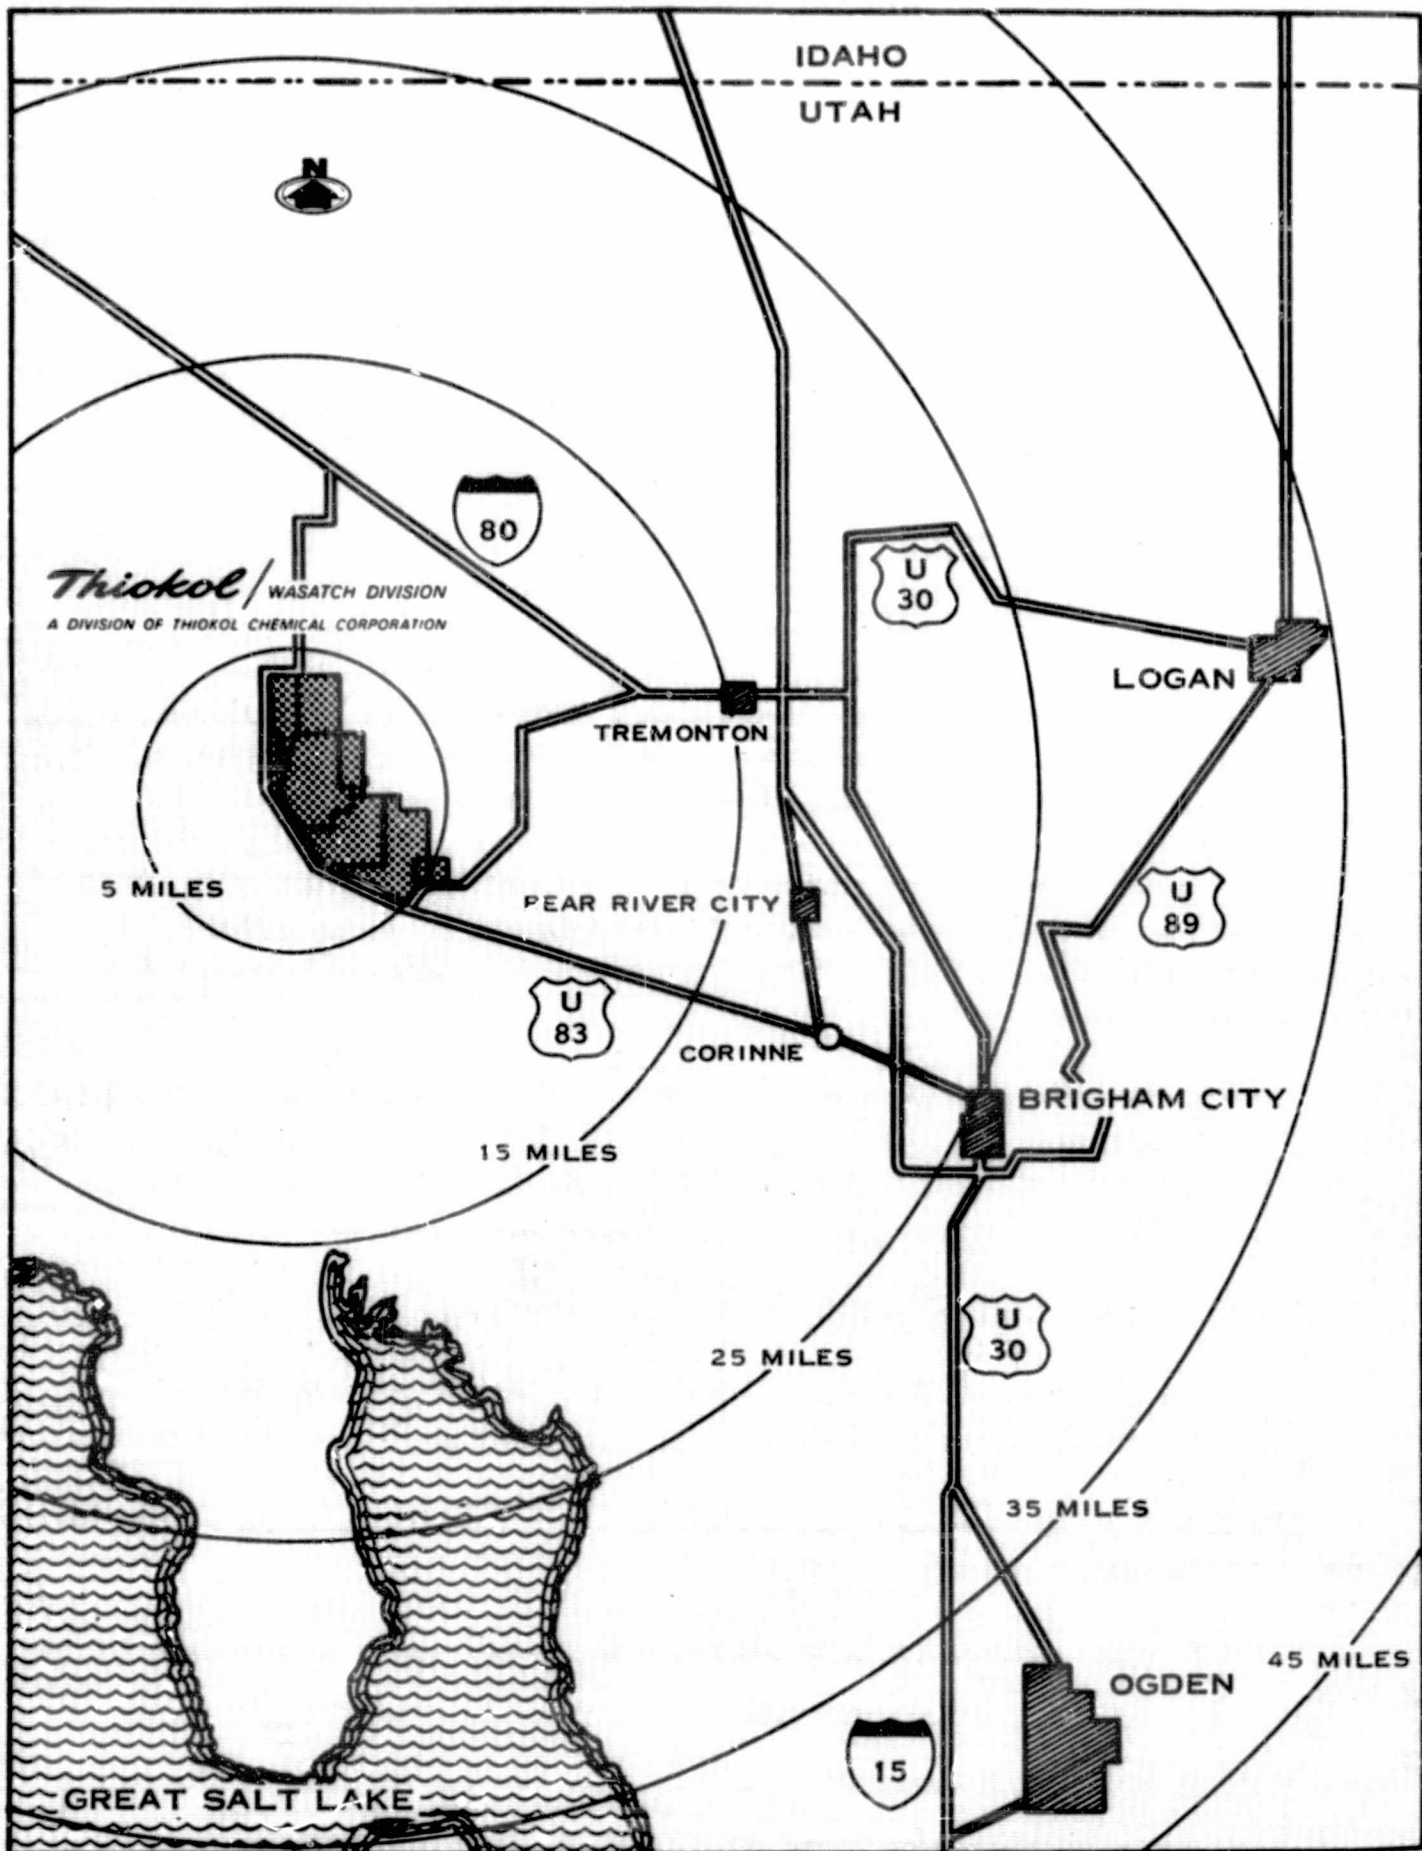 IDAHO
UTAH
N
80
Thiokol / WASATCH DIVISION
A DIVISION OF THIOKOL CHEMICAL CORPORATION
U
30
LOGAN
TREMONTON
5 MILES
PEAR RIVER CITY
U
89
U
83
CORINNE
BRIGHAM CITY
15 MILES
U
30
25 MILES
35 MILES
45 MILES
OGDEN
15
GREAT SALT LAKE